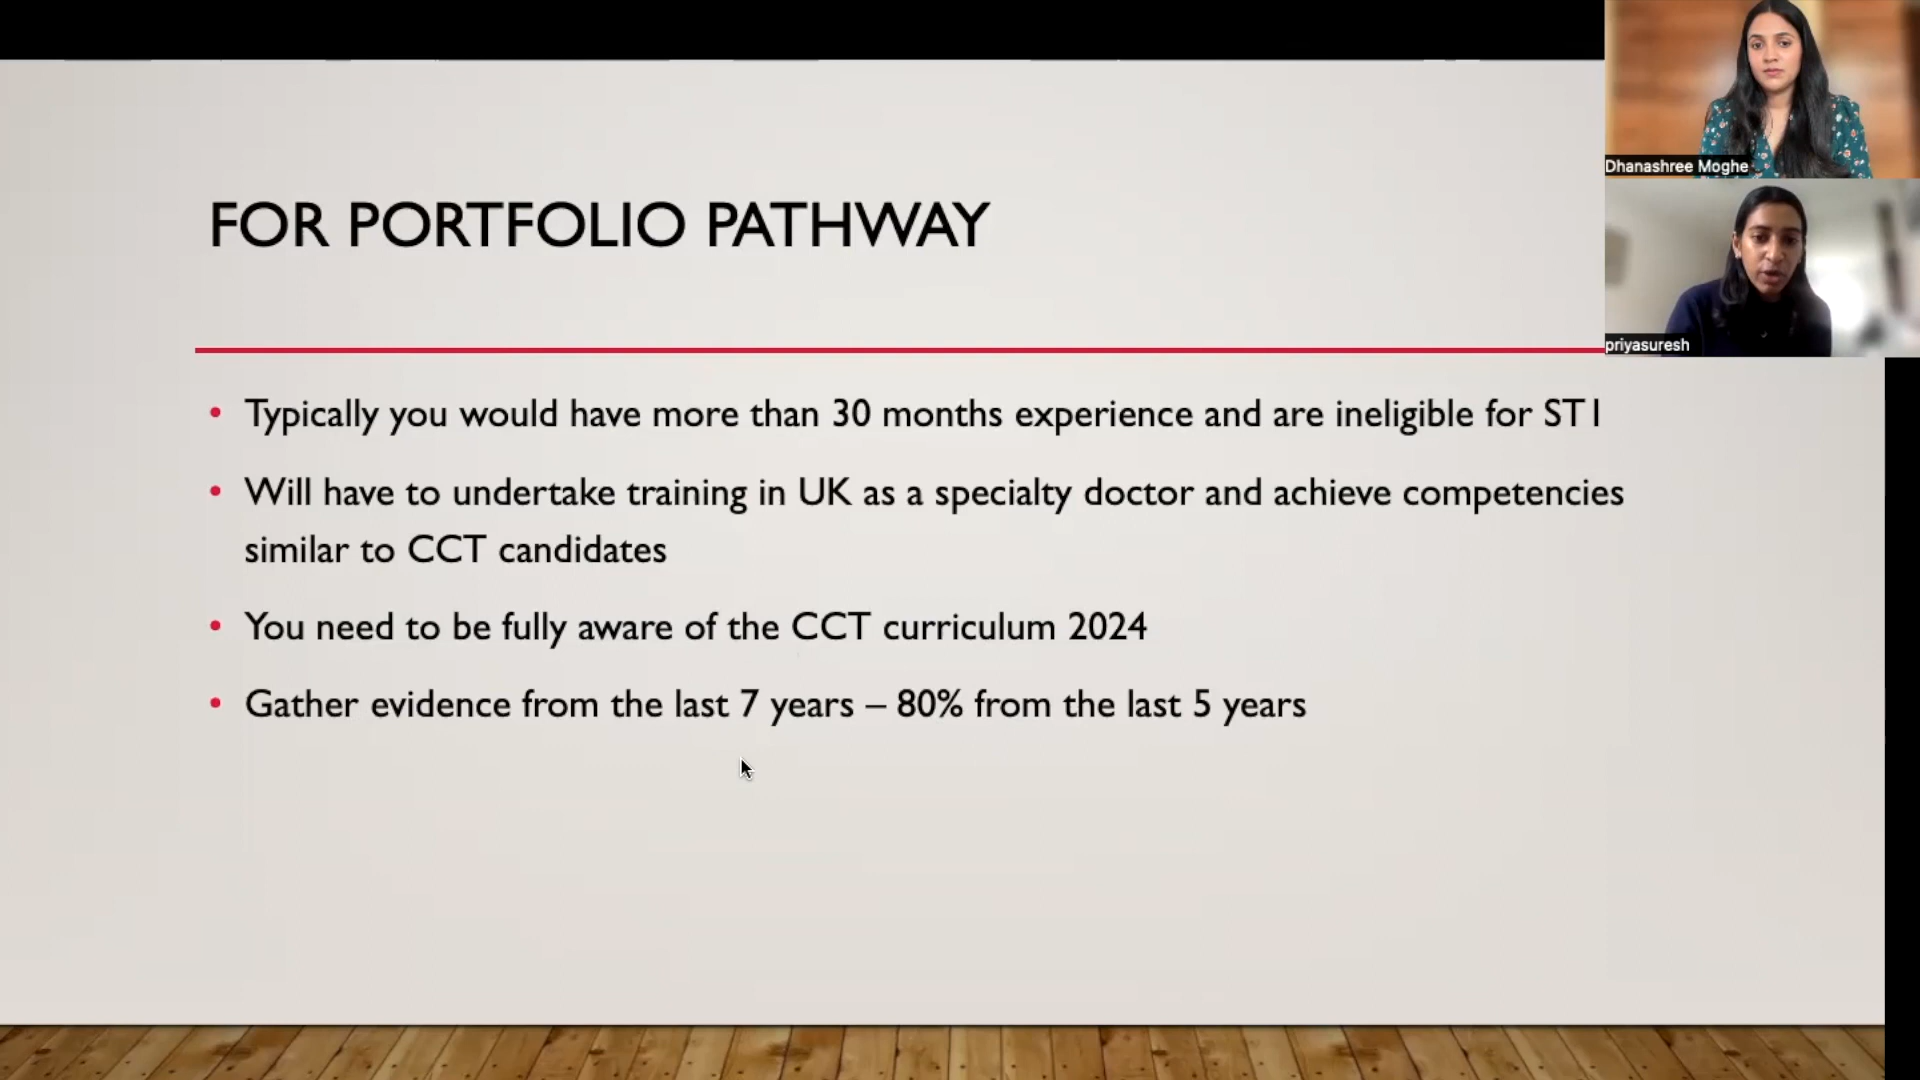 FOR PORTFOLIO PATHWAY
• Typically you would have more than 30 months experience and are ineligible for ST1
• Will have to undertake training in UK as a specialty doctor and achieve competencies
similar to CCT candidates
• You need to be fully aware of the CCT curriculum 2024
• Gather evidence from the last 7 years – 80% from the last 5 years
Dhanashree Moghe
priyasuresh